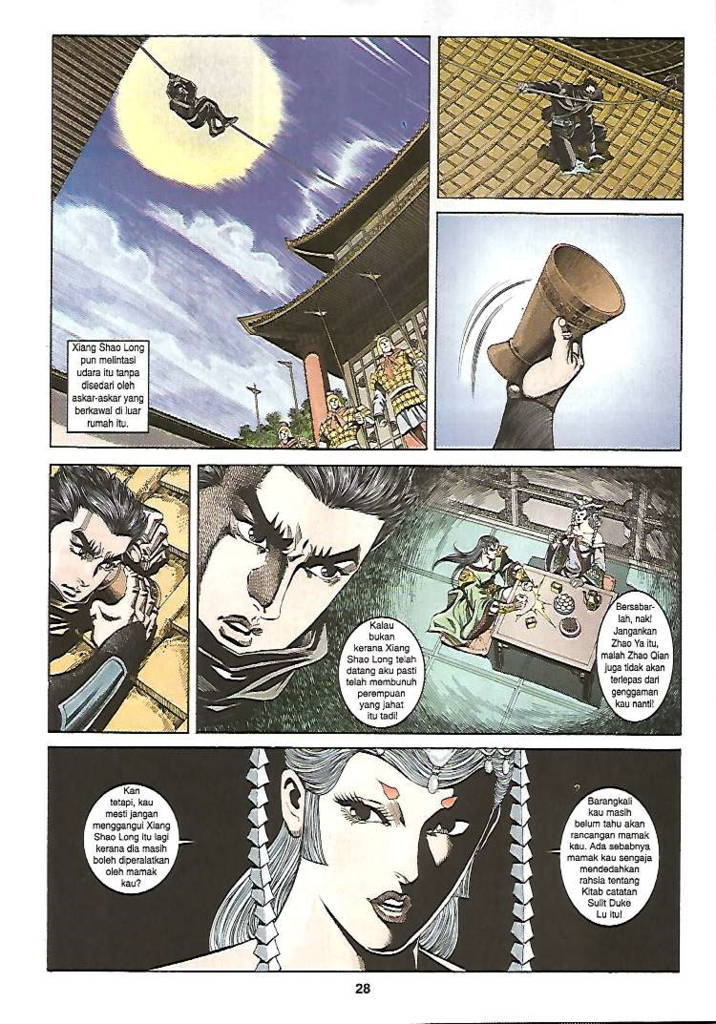 Xiang Shao Long
pun melintasi
udara itu tanpa
disedari oleh
askar-askar yang
berkawal di luar
rumah itu.
Kalau
bukan
kerana Xiang
Shao Long telah
datang aku pasti
telah membunuh
perempuan
yang jahat
itu tadi!
Bersabar-
lah, nak!
Jangankan
Zhao Ya itu,
malah Zhao Qian
juga tidak akan
terlepas dari
genggaman
kau nanti!
Kan
tetapi, kau
mesti jangan
menggangui Xiang
Shao Long itu lagi
kerana dia masih
boleh diperalatkan
oleh mamak
kau?
Barangkali
kau masih
belum tahu akan
rancangan mamak
kau. Ada sebabnya
mamak kau sengaja
mendedahkan
rahsia tentang
Kitab catatan
Sulit Duke
Lu itu!
28